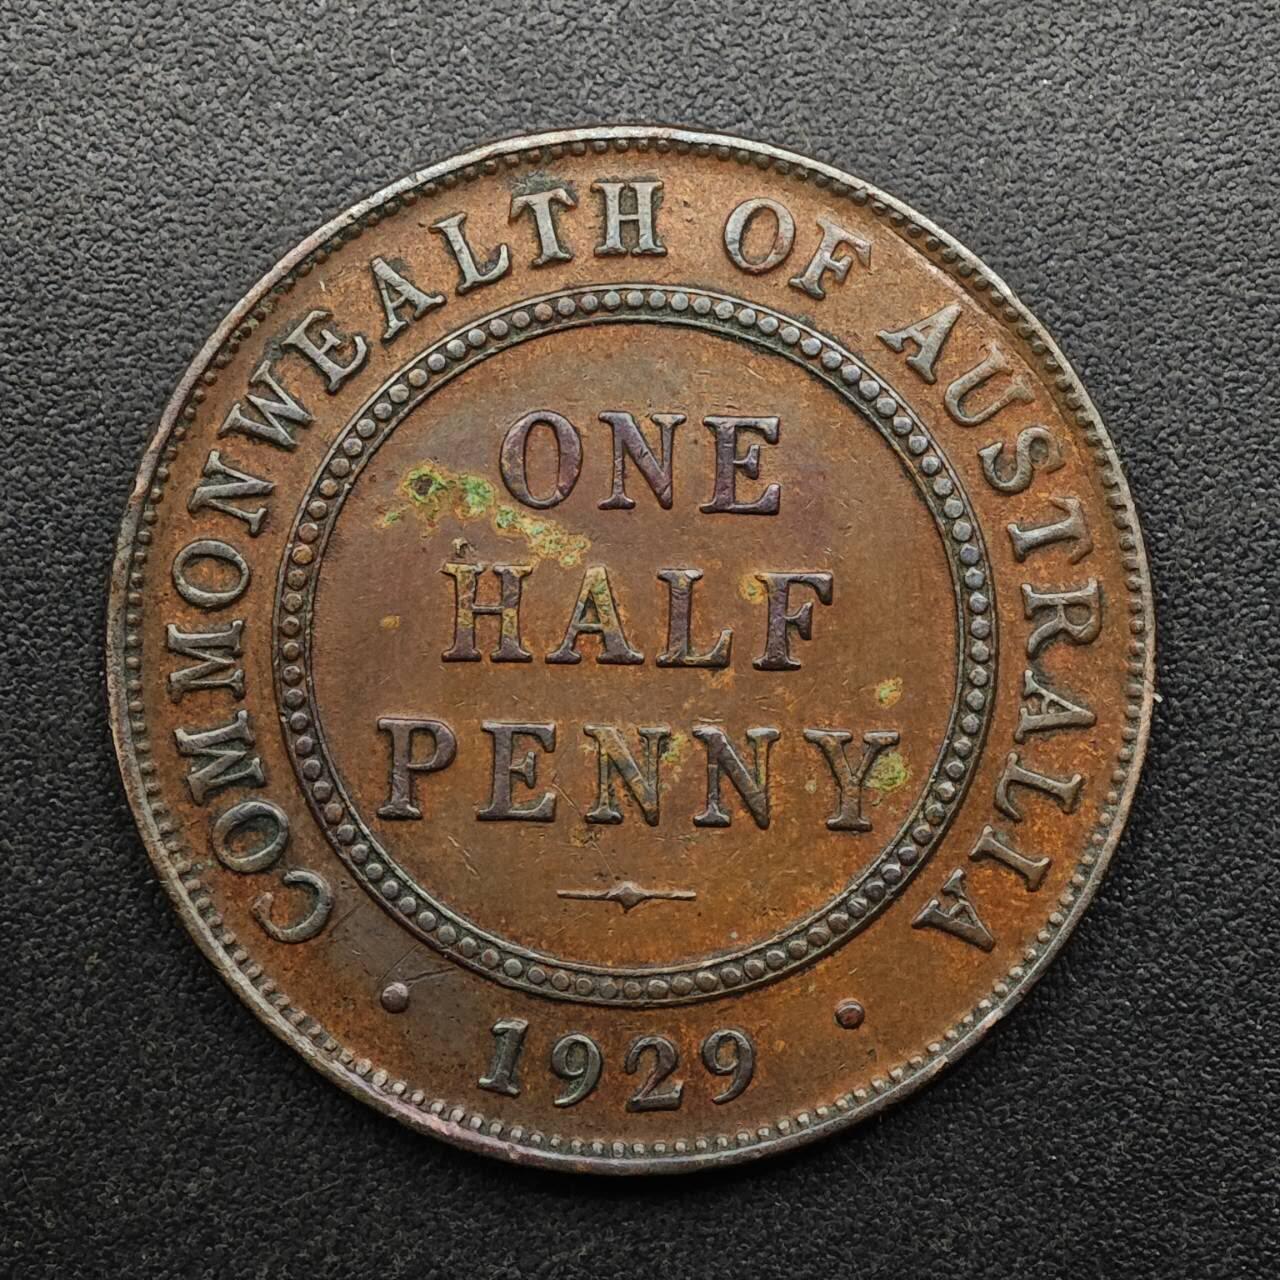 COMMONWEALTH OF AUSTRALIA
ONE
HALF
PENNY
1929